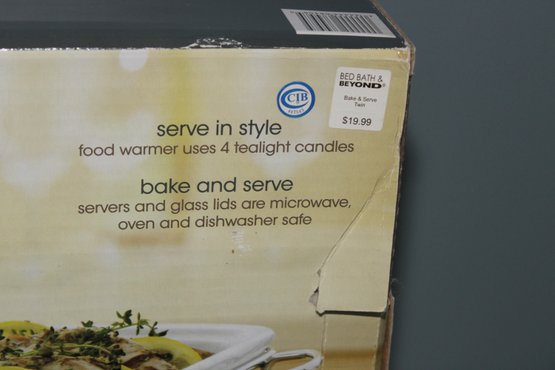 CIB
BED BATH &
BEYOND®
Bake & Serve
Twin
$19.99
serve in style
food warmer uses 4 tealight candles
bake and serve
servers and glass lids are microwave,
oven and dishwasher safe